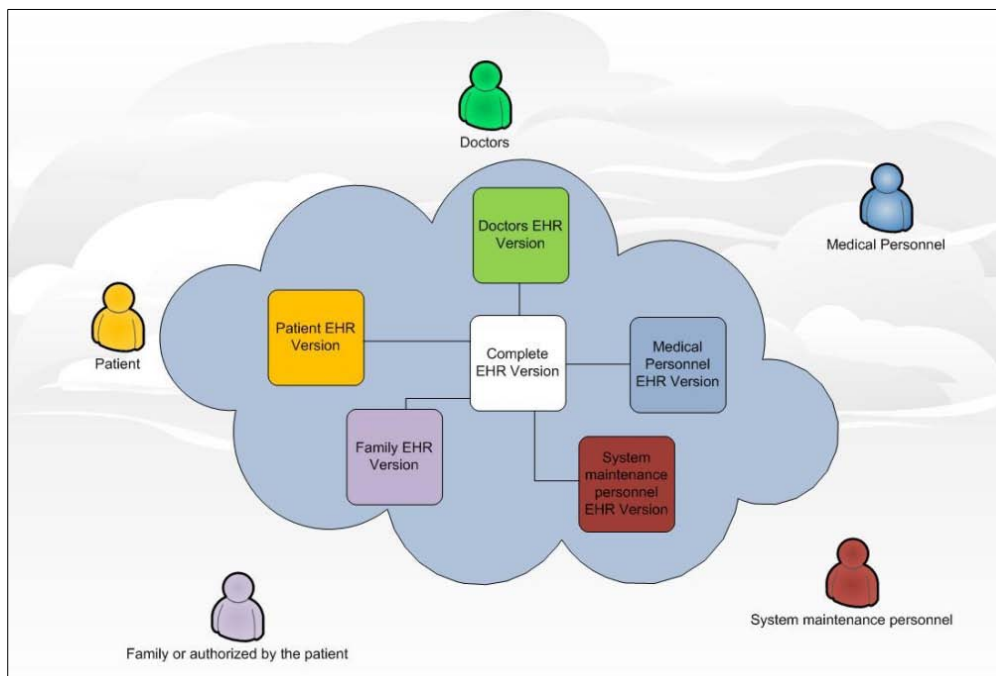 Doctors
Medical Personnel
Doctors EHR
Version
Patient
Patient EHR
Version
Complete
EHR Version
Medical
Personnel
EHR Version
Family EHR
Version
System
maintenance
personnel
EHR Version
System maintenance personnel
Family or authorized by the patient